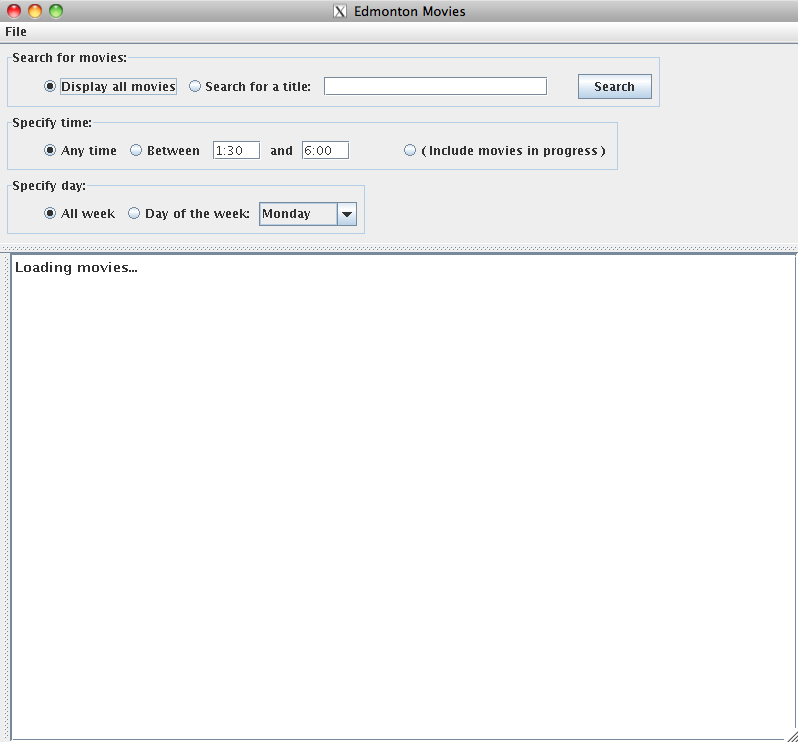 Edmonton Movies
File
Search for movies:
Display all movies Search for a title: Search
Specify time:
Any time Between 1:30 and 6:00 ( Include movies in progress )
Specify day:
All week Day of the week: Monday
Loading movies...